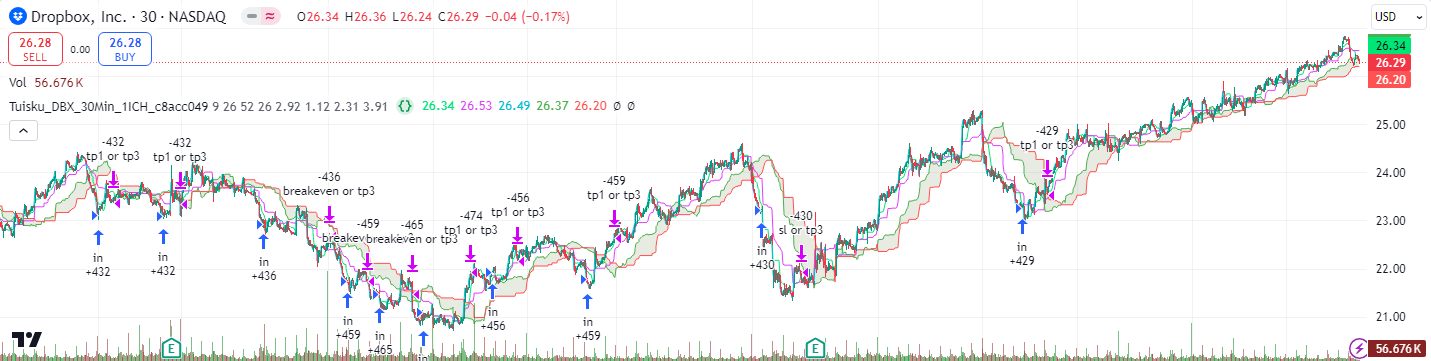 Dropbox, Inc. · 30 · NASDAQ O26.34 H26.36 L26.24 C26.29 −0.04 (−0.17%)
USD
26.28
SELL
0.00
26.28
BUY
26.34
26.29
26.20
Vol 56.676 K
Tuisku_DBX_30Min_1ICH_c8acc049 9 26 52 26 2.92 1.12 2.31 3.91 26.34 26.53 26.49 26.37 26.20 Ø Ø
25.00
24.00
23.00
22.00
21.00
-432
tp1 or tp3
-432
tp1 or tp3
-436
breakeven or tp3
-459
-465
breakeven or tp3
-474
tp1 or tp3
-456
tp1 or tp3
-459
tp1 or tp3
-430
sl or tp3
-429
tp1 or tp3
in
+432
in
+432
in
+436
in
+459
in
+465
in
+456
in
+459
in
+430
in
+429
E
E
56.676 K